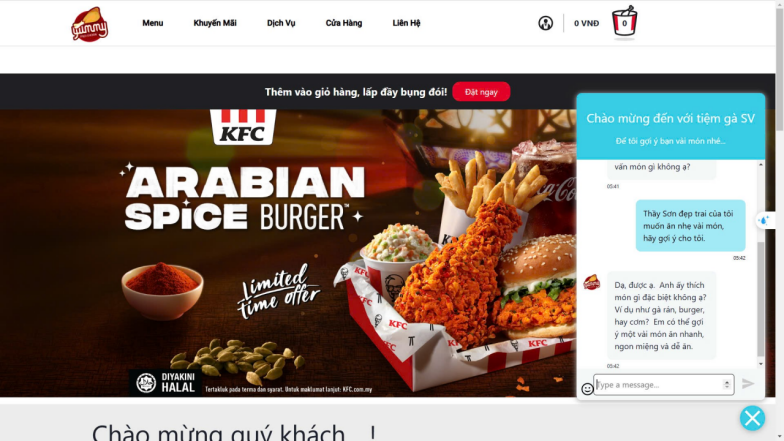 yummy
Menu
Khuyến Mãi
Dịch Vụ
Cửa Hàng
Liên Hệ
0 VNĐ
0
Thêm vào giỏ hàng, lấp đầy bụng đói!
Đặt ngay
KFC
ARABIAN
SPICE BURGER™
Limited
time offer
DIYAKINI
HALAL
Tertakluk pada terma dan syarat. Untuk maklumat lanjut: KFC.com.my
KFC
KFC
KFC
Chào mừng đến với tiệm gà SV
Để tôi gợi ý bạn vài món nhé...
vấn món gì không ạ?
05:41
Thầy Sơn đẹp trai của tôi
muốn ăn nhẹ vài món,
hãy gợi ý cho tôi.
05:42
Dạ, được ạ. Anh ấy thích
món gì đặc biệt không ạ?
Ví dụ như gà rán, burger,
hay cơm? Em có thể gợi
ý một vài món ăn nhanh,
ngon miệng và dễ ăn.
05:42
Type a message...
Chào mừng quý khách...!